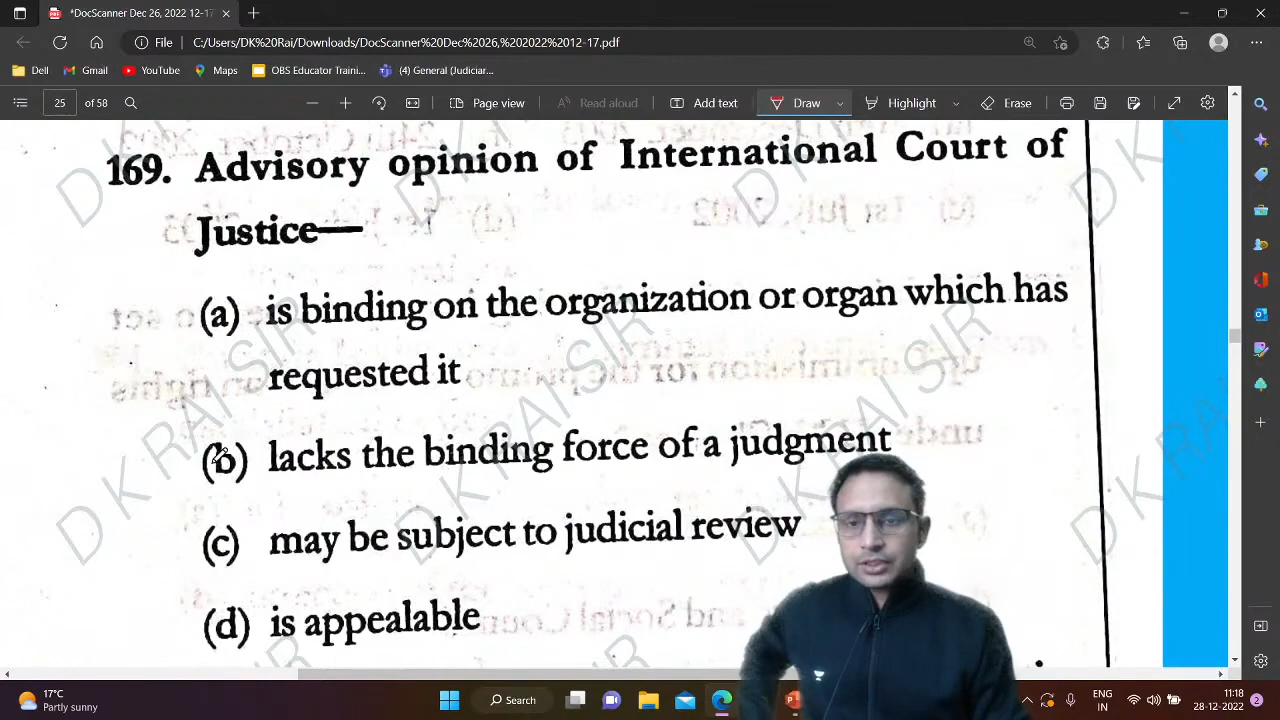 *DocScanner Dec 26, 2022 12-17
File
C:/Users/DK%20Rai/Downloads/DocScanner%20Dec%2026,%202022%2012-17.pdf
Dell
Gmail
YouTube
Maps
OBS Educator Traini...
(4) General (Judiciar...
25 of 58
Page view
Read aloud
Add text
Draw
Highlight
Erase
169. Advisory opinion of International Court of
Justice—
(a) is binding on the organization or organ which has
requested it
(b) lacks the binding force of a judgment
(c) may be subject to judicial review
(d) is appealable
D K RAI SIR
17°C
Partly sunny
Search
ENG
IN
11:18
28-12-2022
2